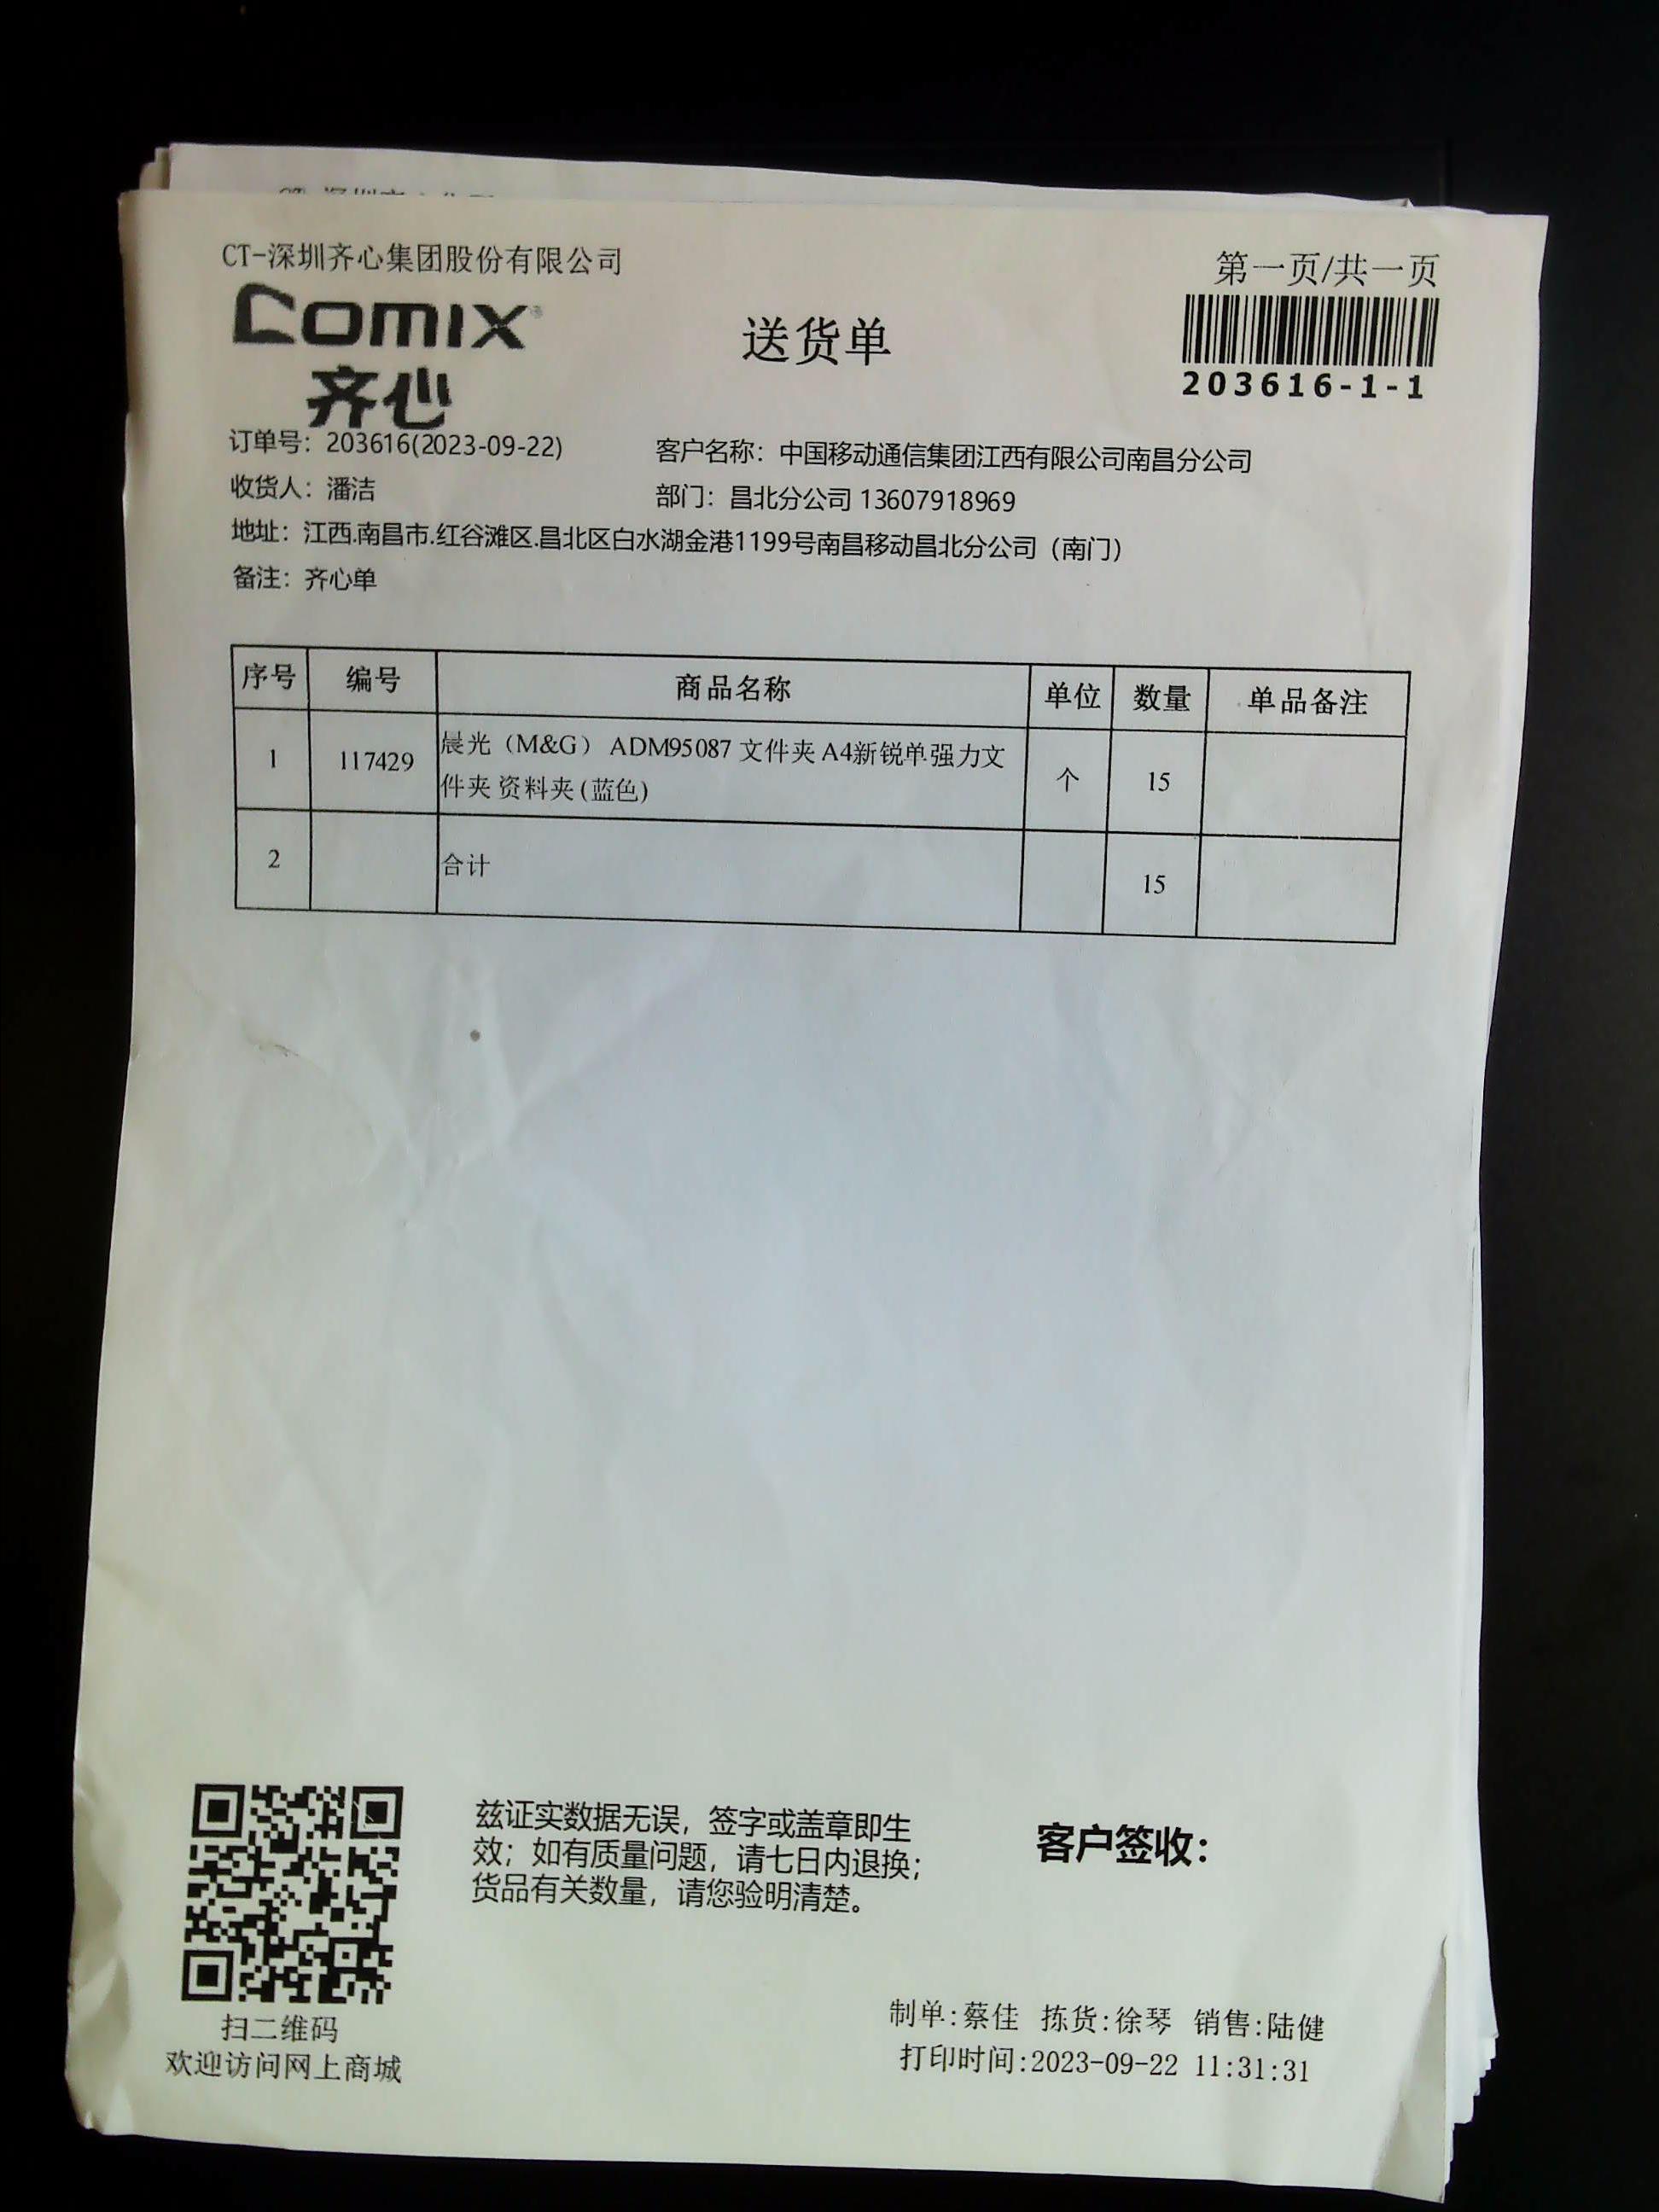 CT-深圳齐心集团股份有限公司
第一页/共一页
comix
齐心
送货单
203616-1-1
订单号：203616(2023-09-22)
客户名称：中国移动通信集团江西有限公司南昌分公司
收货人：潘洁
部门：昌北分公司 13607918969
地址：江西.南昌市.红谷滩区.昌北区白水湖金港1199号南昌移动昌北分公司（南门）
备注：齐心单
序号 编号 商品名称 单位 数量 单品备注
1 117429 晨光（M&G） ADM95087 文件夹 A4新锐单强力文
件夹 资料夹(蓝色) 个 15
2 合计 15
兹证实数据无误，签字或盖章即生
效；如有质量问题，请七日内退换；
货品有关数量，请您验明清楚。
客户签收：
扫二维码
欢迎访问网上商城
制单:蔡佳 拣货:徐琴 销售:陆健
打印时间:2023-09-22 11:31:31